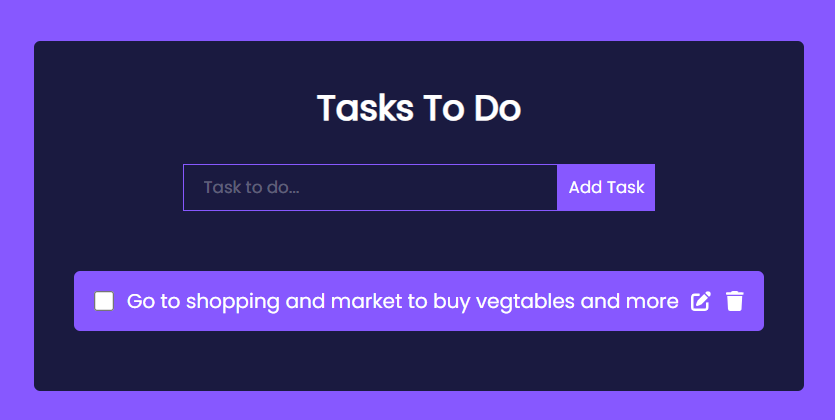 Tasks To Do
Task to do...
Add Task
Go to shopping and market to buy vegtables and more